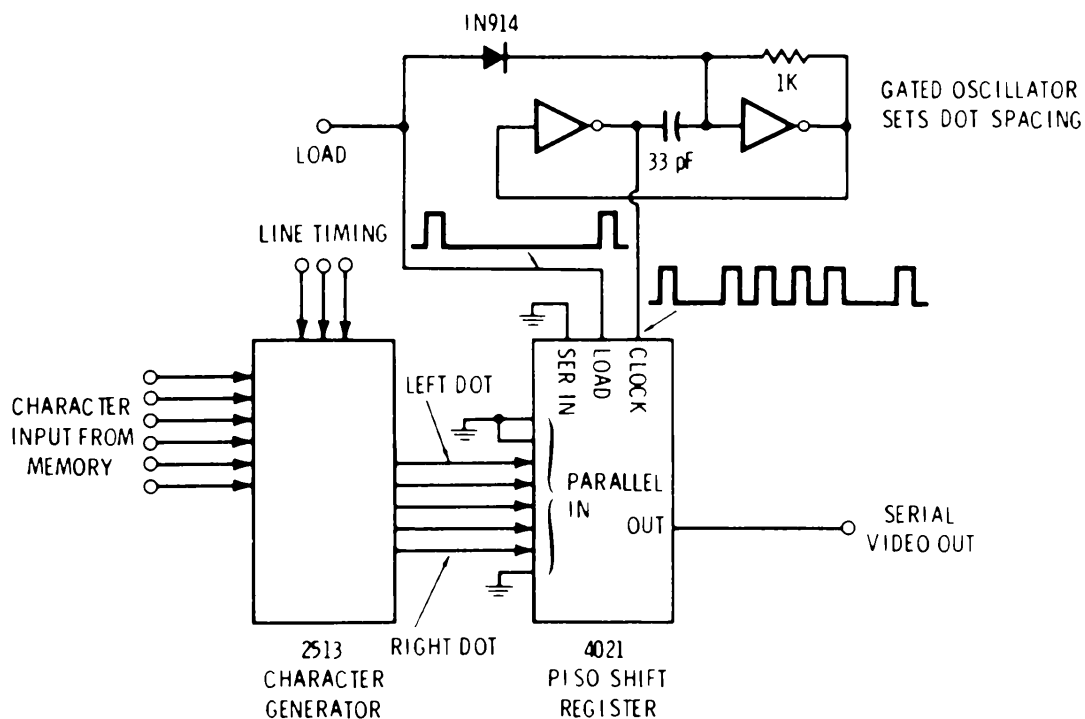 IN914
1K
GATED OSCILLATOR
SETS DOT SPACING
LOAD
33 pF
LINE TIMING
SER IN
LOAD
CLOCK
LEFT DOT
CHARACTER
INPUT FROM
MEMORY
PARALLEL
IN
OUT
SERIAL
VIDEO OUT
RIGHT DOT
2513
CHARACTER
GENERATOR
4021
PISO SHIFT
REGISTER